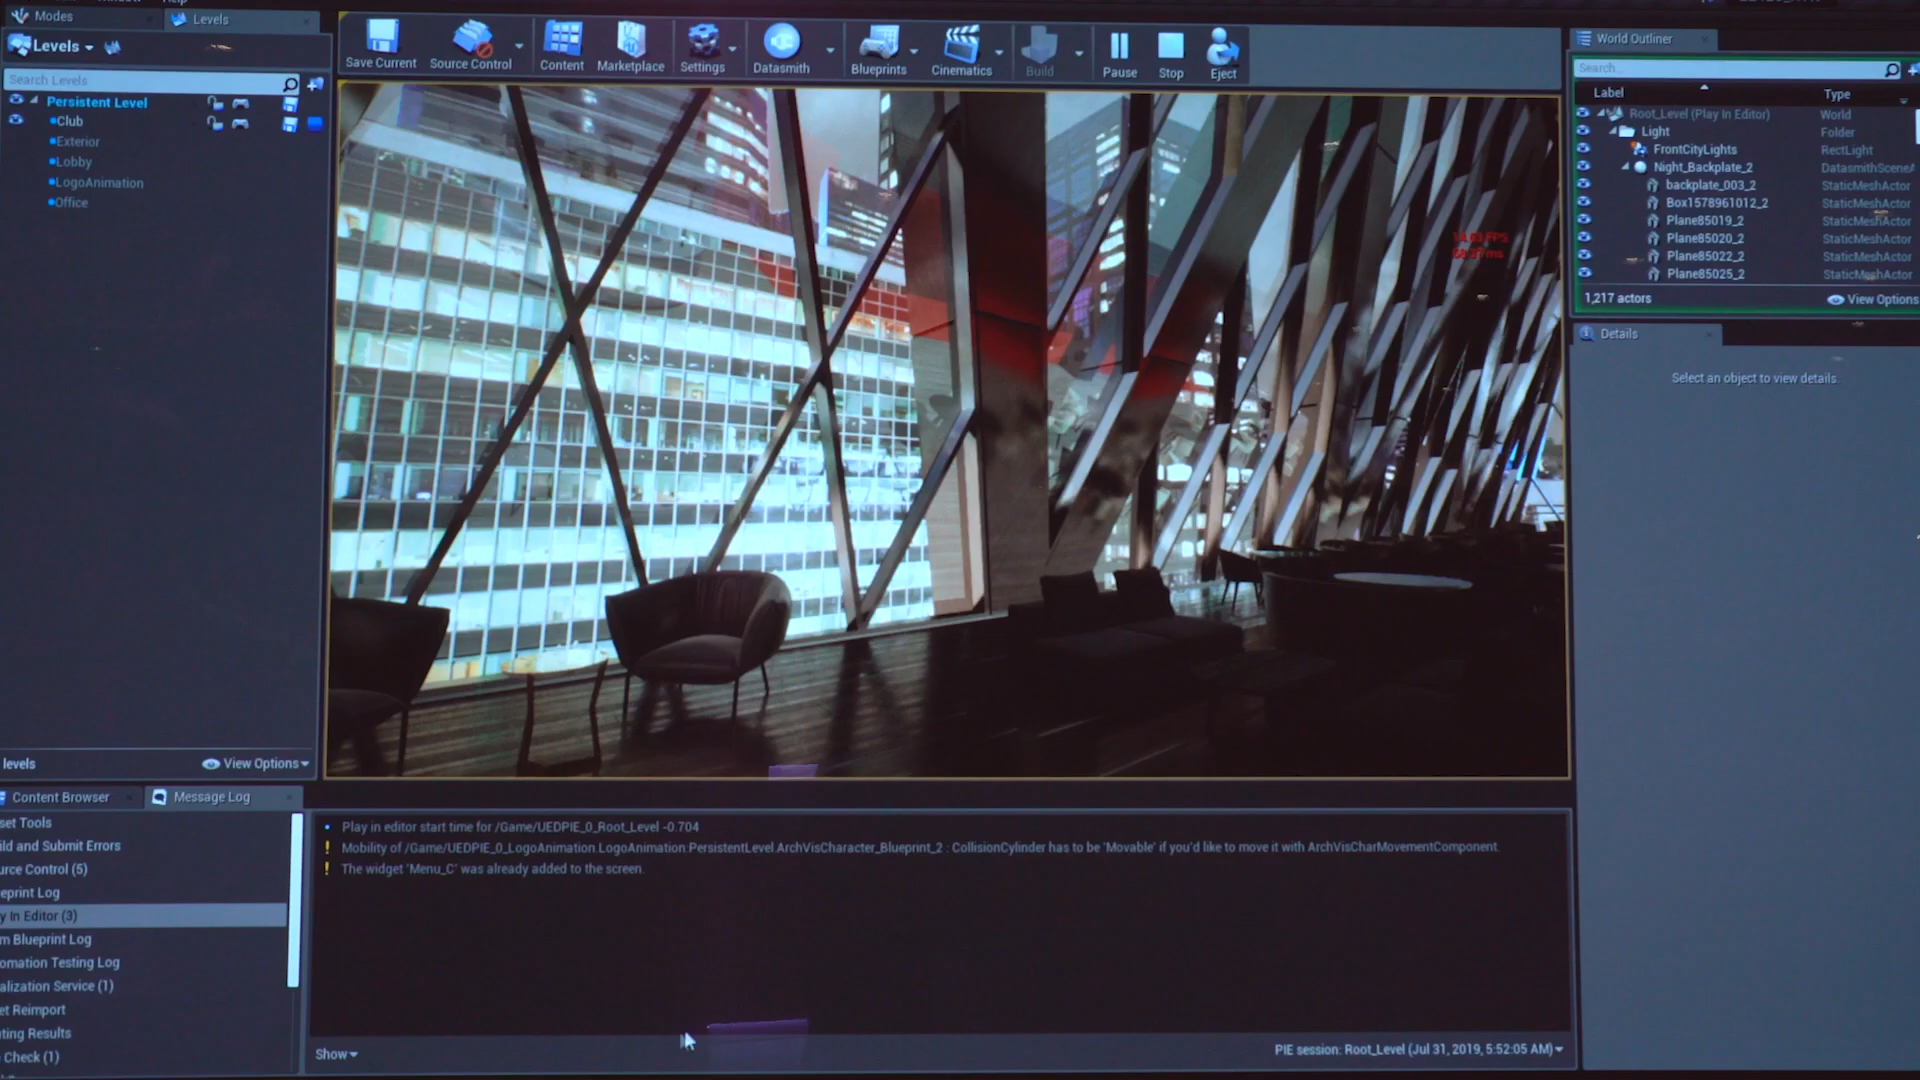 Modes
Levels
Levels
Search Levels
Persistent Level
Club
Exterior
Lobby
LogoAnimation
Office
levels
View Options
Save Current
Source Control
Content
Marketplace
Settings
Datasmith
Blueprints
Cinematics
Build
Pause
Stop
Eject
World Outliner
Search...
Label Type
Root_Level (Play In Editor) World
Light Folder
FrontCityLights RectLight
Night_Backplate_2 DatasmithSceneA
backplate_003_2 StaticMeshActor
Box1578961012_2 StaticMeshActor
Plane85019_2 StaticMeshActor
Plane85020_2 StaticMeshActor
Plane85022_2 StaticMeshActor
Plane85025_2 StaticMeshActor
1,217 actors View Options
Details
Select an object to view details.
Content Browser
Message Log
set Tools
ild and Submit Errors
urce Control (5)
eprint Log
y In Editor (3)
m Blueprint Log
omation Testing Log
alization Service (1)
et Reimport
ting Results
Check (1)
Play in editor start time for /Game/UEDPIE_0_Root_Level -0.704
Mobility of /Game/UEDPIE_0_LogoAnimation.LogoAnimation:PersistentLevel.ArchVisCharacter_Blueprint_2 : CollisionCylinder has to be 'Movable' if you'd like to move it with ArchVisCharMovementComponent.
The widget 'Menu_C' was already added to the screen.
Show
PIE session: Root_Level (Jul 31, 2019, 5:52:05 AM)